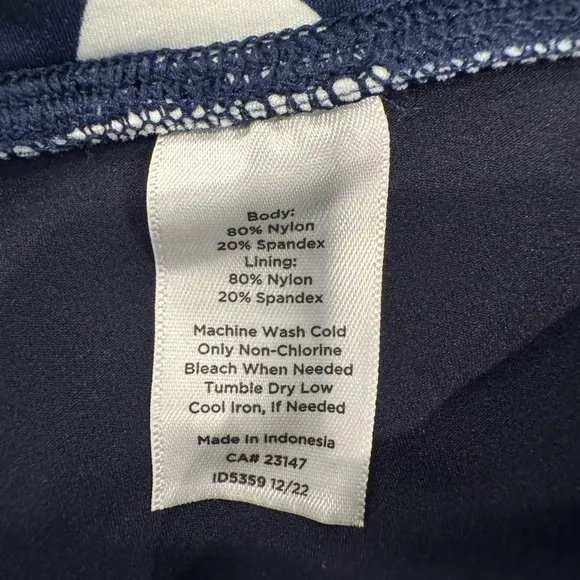 Body:
80% Nylon
20% Spandex
Lining:
80% Nylon
20% Spandex
Machine Wash Cold
Only Non-Chlorine
Bleach When Needed
Tumble Dry Low
Cool Iron, If Needed
Made In Indonesia
CA# 23147
ID5359 12/22